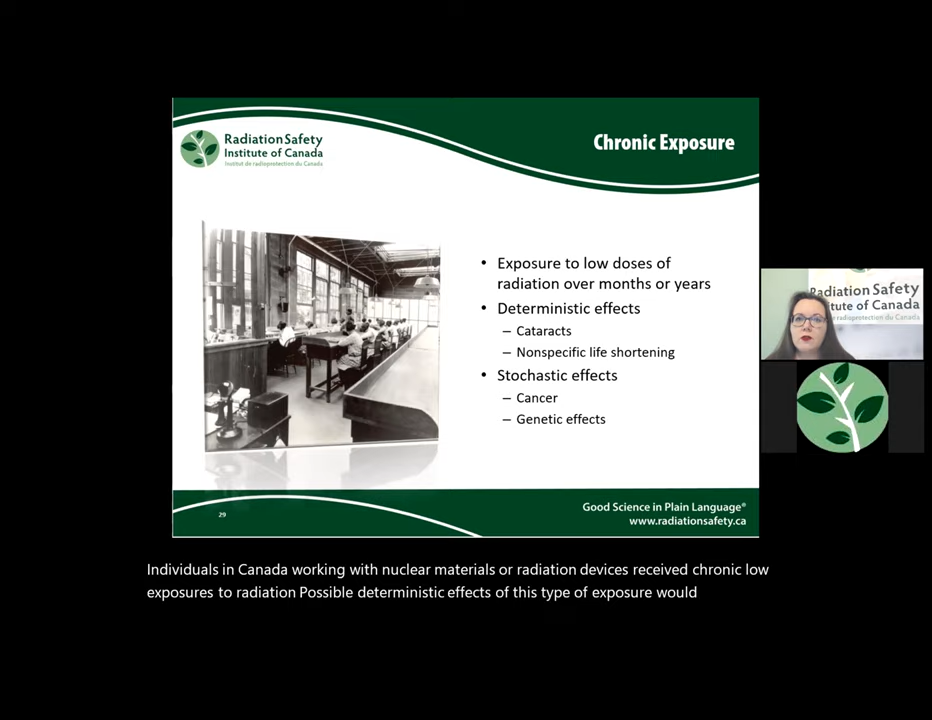 Radiation Safety
Institute of Canada
Institut de radioprotection du Canada
Chronic Exposure
• Exposure to low doses of
radiation over months or years
• Deterministic effects
– Cataracts
– Nonspecific life shortening
• Stochastic effects
– Cancer
– Genetic effects
Radiation Safety
tute of Canada
e radioprotection du Canada
29
Good Science in Plain Language®
www.radiationsafety.ca
Individuals in Canada working with nuclear materials or radiation devices received chronic low
exposures to radiation Possible deterministic effects of this type of exposure would